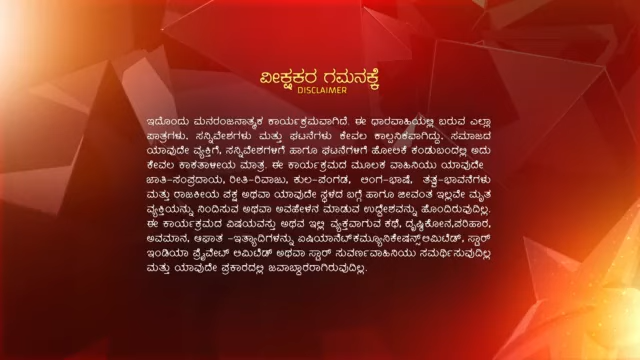 ವೀಕ್ಷಕರ ಗಮನಕ್ಕೆ
DISCLAIMER
ಇದೊಂದು ಮನರಂಜನಾತ್ಮಕ ಕಾರ್ಯಕ್ರಮವಾಗಿದೆ. ಈ ಧಾರವಾಹಿಯಲ್ಲಿ ಬರುವ ಎಲ್ಲಾ
ಪಾತ್ರಗಳು, ಸನ್ನಿವೇಶಗಳು ಮತ್ತು ಘಟನೆಗಳು ಕೇವಲ ಕಾಲ್ಪನಿಕವಾಗಿದ್ದು, ಸಮಾಜದ
ಯಾವುದೇ ವ್ಯಕ್ತಿಗೆ, ಸನ್ನಿವೇಶಗಳಿಗೆ ಹಾಗೂ ಘಟನೆಗಳಿಗೆ ಹೋಲಿಕೆ ಕಂಡುಬಂದಲ್ಲಿ ಅದು
ಕೇವಲ ಕಾಕತಾಳೀಯ ಮಾತ್ರ. ಈ ಕಾರ್ಯಕ್ರಮದ ಮೂಲಕ ವಾಹಿನಿಯು ಯಾವುದೇ
ಜಾತಿ-ಸಂಪ್ರದಾಯ, ರೀತಿ-ರಿವಾಜು, ಕುಲ-ಪಂಗಡ, ಲಿಂಗ-ಭಾಷೆ, ತತ್ವ-ಭಾವನೆಗಳು
ಮತ್ತು ರಾಜಕೀಯ ಪಕ್ಷ ಅಥವಾ ಯಾವುದೇ ಸ್ಥಳದ ಬಗ್ಗೆ ಹಾಗೂ ಜೀವಂತ ಇಲ್ಲವೇ ಮೃತ
ವ್ಯಕ್ತಿಯನ್ನು ನಿಂದಿಸುವ ಅಥವಾ ಅವಹೇಳನ ಮಾಡುವ ಉದ್ದೇಶವನ್ನು ಹೊಂದಿರುವುದಿಲ್ಲ.
ಈ ಕಾರ್ಯಕ್ರಮದ ವಿಷಯವಸ್ತು ಅಥವ ಇಲ್ಲಿ ವ್ಯಕ್ತವಾಗುವ ಕಥೆ, ದೃಷ್ಟಿಕೋನ,ಪರಿಹಾರ,
ಅವಮಾನ, ಆಘಾತ -ಇತ್ಯಾದಿಗಳನ್ನು ಏಷಿಯಾನೆಟ್‌ಕಮ್ಯೂನಿಕೇಷನ್ಸ್‌ಲಿಮಿಟೆಡ್, ಸ್ಟಾರ್
ಇಂಡಿಯಾ ಪ್ರೈವೇಟ್ ಲಿಮಿಟೆಡ್ ಅಥವಾ ಸ್ಟಾರ್ ಸುವರ್ಣವಾಹಿನಿಯು ಸಮರ್ಥಿಸುವುದಿಲ್ಲ
ಮತ್ತು ಯಾವುದೇ ಪ್ರಕಾರದಲ್ಲಿ ಜವಾಬ್ದಾರರಾಗಿರುವುದಿಲ್ಲ.